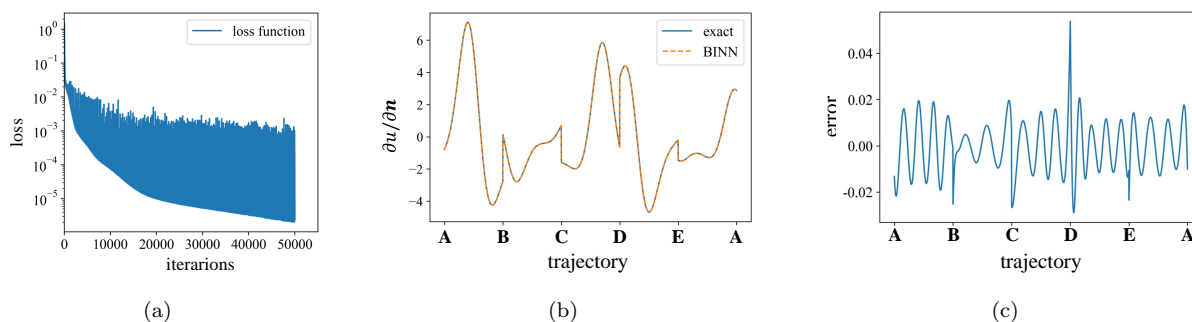 10⁰
10⁻¹
10⁻²
10⁻³
10⁻⁴
10⁻⁵
loss
loss function
0 10000 20000 30000 40000 50000
iterarions
(a)
6
4
2
0
−2
−4
∂u/∂n
exact
BINN
A B C D E A
trajectory
(b)
0.04
0.02
0.00
−0.02
error
A B C D E A
trajectory
(c)